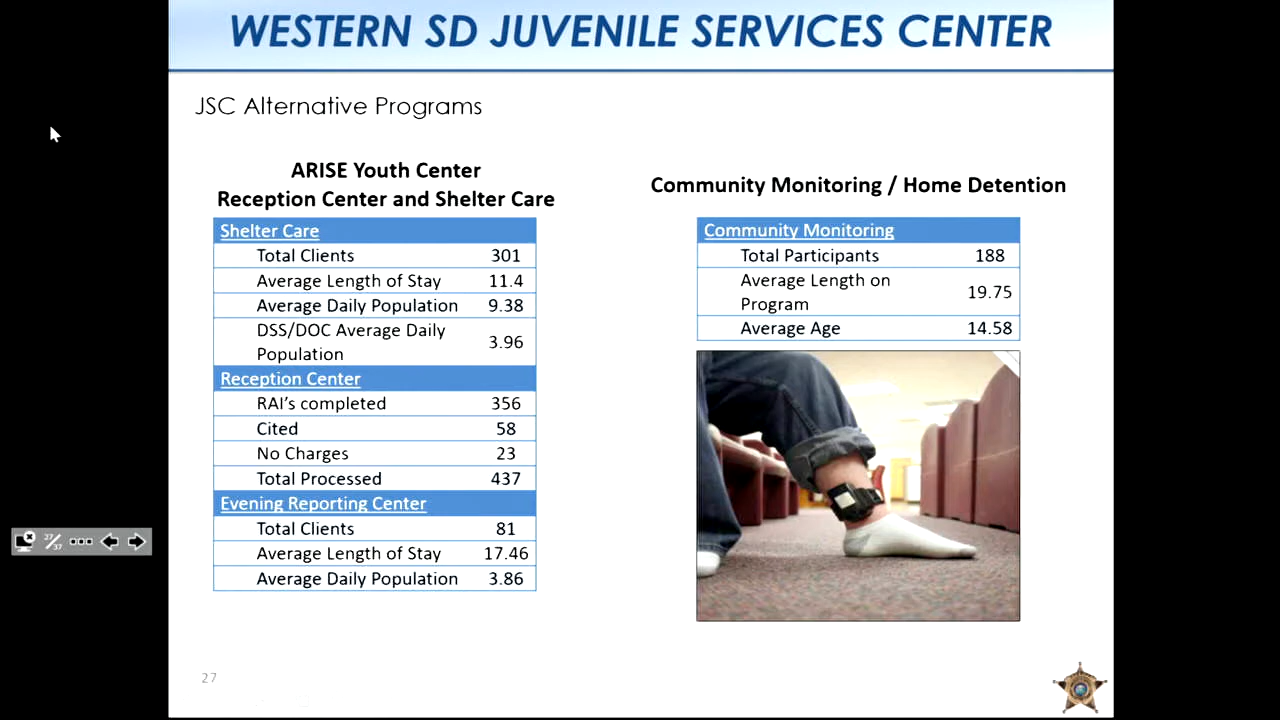 WESTERN SD JUVENILE SERVICES CENTER
JSC Alternative Programs
ARISE Youth Center
Reception Center and Shelter Care
Shelter Care
Total Clients 301
Average Length of Stay 11.4
Average Daily Population 9.38
DSS/DOC Average Daily
Population 3.96
Reception Center
RAI's completed 356
Cited 58
No Charges 23
Total Processed 437
Evening Reporting Center
Total Clients 81
Average Length of Stay 17.46
Average Daily Population 3.86
Community Monitoring / Home Detention
Community Monitoring
Total Participants 188
Average Length on
Program 19.75
Average Age 14.58
27/37
27